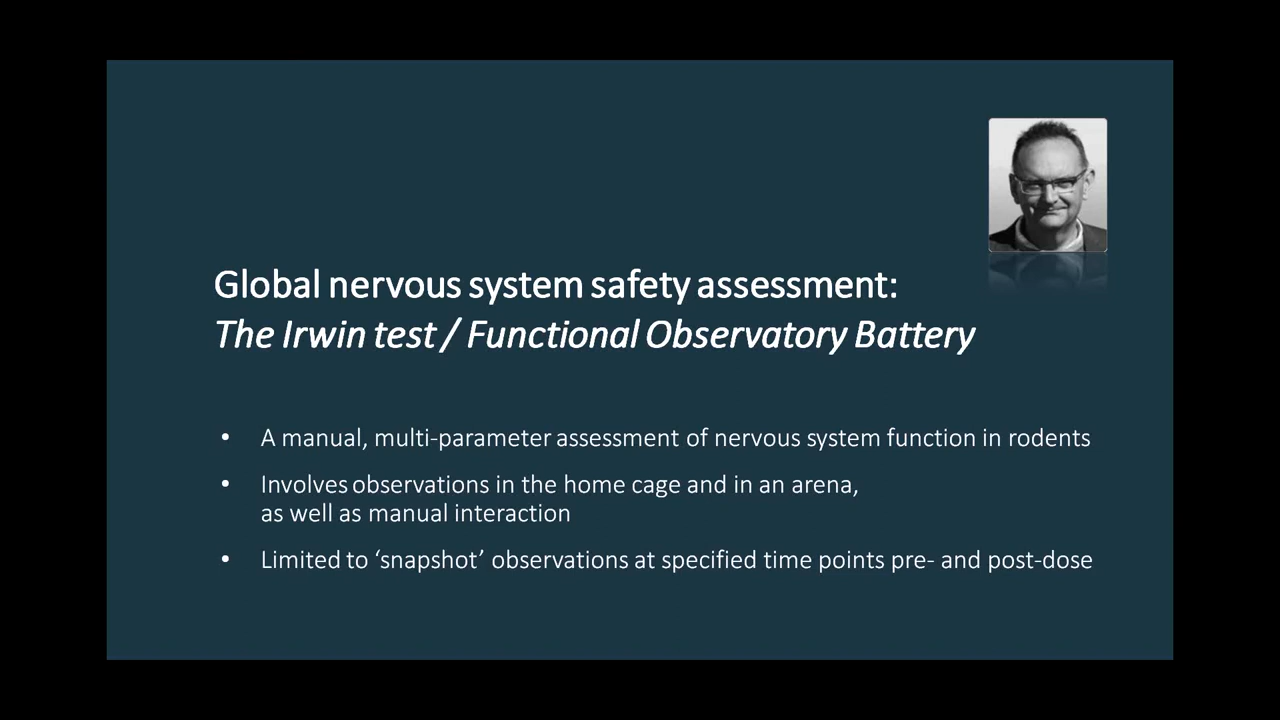 Global nervous system safety assessment:
The Irwin test / Functional Observatory Battery
• A manual, multi-parameter assessment of nervous system function in rodents
• Involves observations in the home cage and in an arena,
as well as manual interaction
• Limited to ‘snapshot’ observations at specified time points pre- and post-dose